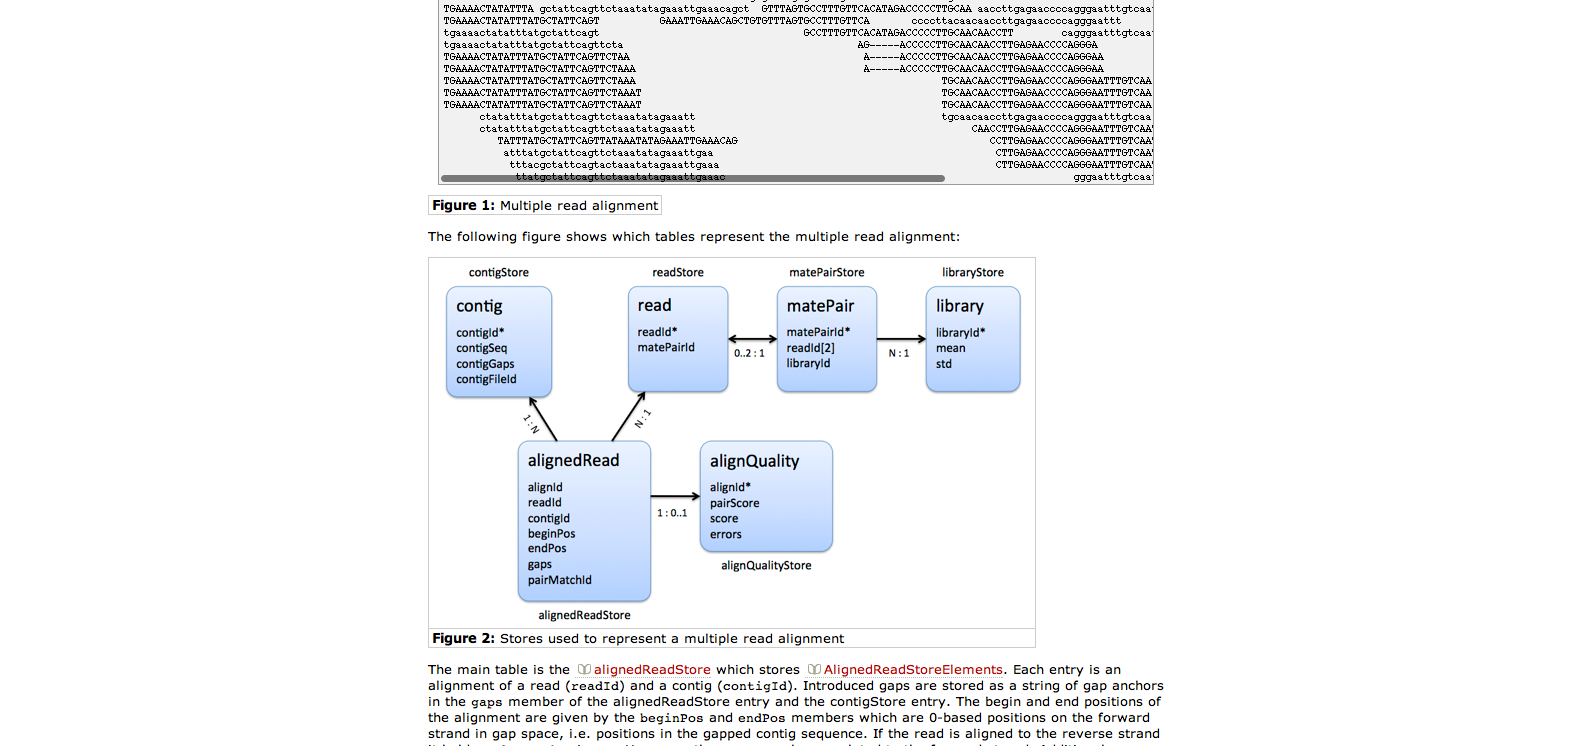 TGAAAACTATATTTA gctattcagttctaaatatagaaattgaaacagct GTTTAGTGCCTTTGTTCACATAGACCCCCTTGCAA aaccttgagaaccccagggaatttgtcaa
TGAAAACTATATTTATGCTATTCAGT GAAATTGAAACAGCTGTGTTTAGTGCCTTTGTTCA ccccttacaacaaccttgagaaccccagggaattt
tgaaaactatatttatgctattcagt GCCTTTGTTCACATAGACCCCCTTGCAACAACCTT cagggaatttgtcaa
tgaaaactatatttatgctattcagttcta AG-----ACCCCCTTGCAACAACCTTGAGAACCCCAGGGA
TGAAAACTATATTTATGCTATTCAGTTCTAA A-----ACCCCCTTGCAACAACCTTGAGAACCCCAGGGAA
TGAAAACTATATTTATGCTATTCAGTTCTAAA A-----ACCCCCTTGCAACAACCTTGAGAACCCCAGGGAA
TGAAAACTATATTTATGCTATTCAGTTCTAAA TGCAACAACCTTGAGAACCCCAGGGAATTTGTCAA
TGAAAACTATATTTATGCTATTCAGTTCTAAAT TGCAACAACCTTGAGAACCCCAGGGAATTTGTCAA
TGAAAACTATATTTATGCTATTCAGTTCTAAAT TGCAACAACCTTGAGAACCCCAGGGAATTTGTCAA
ctatatttatgctattcagttctaaatatagaaatt tgcaacaaccttgagaaccccagggaatttgtcaa
ctatatttatgctattcagttctaaatatagaaatt CAACCTTGAGAACCCCAGGGAATTTGTCAA
TATTTATGCTATTCAGTTATAAATATAGAAATTGAAACAG CCTTGAGAACCCCAGGGAATTTGTCAA
atttatgctattcagttctaaatatagaaattgaa CTTGAGAACCCCAGGGAATTTGTCAA
tttacgctattcagtactaaatatagaaattgaaa CTTGAGAACCCCAGGGAATTTGTCAA
ttatgctattcagttctaaatatagaaattgaaac gggaatttgtcaa
Figure 1: Multiple read alignment
The following figure shows which tables represent the multiple read alignment:
contigStore readStore matePairStore libraryStore
contig read matePair library
contigId* readId* matePairId* libraryId*
contigSeq matePairId readId[2] mean
contigGaps libraryId std
contigFileId
0..2 : 1 N : 1
1 : N N : 1
alignedRead alignQuality
alignId alignId*
readId pairScore
contigId score
beginPos errors
endPos
gaps
pairMatchId
1 : 0..1
alignQualityStore
alignedReadStore
Figure 2: Stores used to represent a multiple read alignment
The main table is the alignedReadStore which stores AlignedReadStoreElements. Each entry is an
alignment of a read (readId) and a contig (contigId). Introduced gaps are stored as a string of gap anchors
in the gaps member of the alignedReadStore entry and the contigStore entry. The begin and end positions of
the alignment are given by the beginPos and endPos members which are 0-based positions on the forward
strand in gap space, i.e. positions in the gapped contig sequence. If the read is aligned to the reverse strand